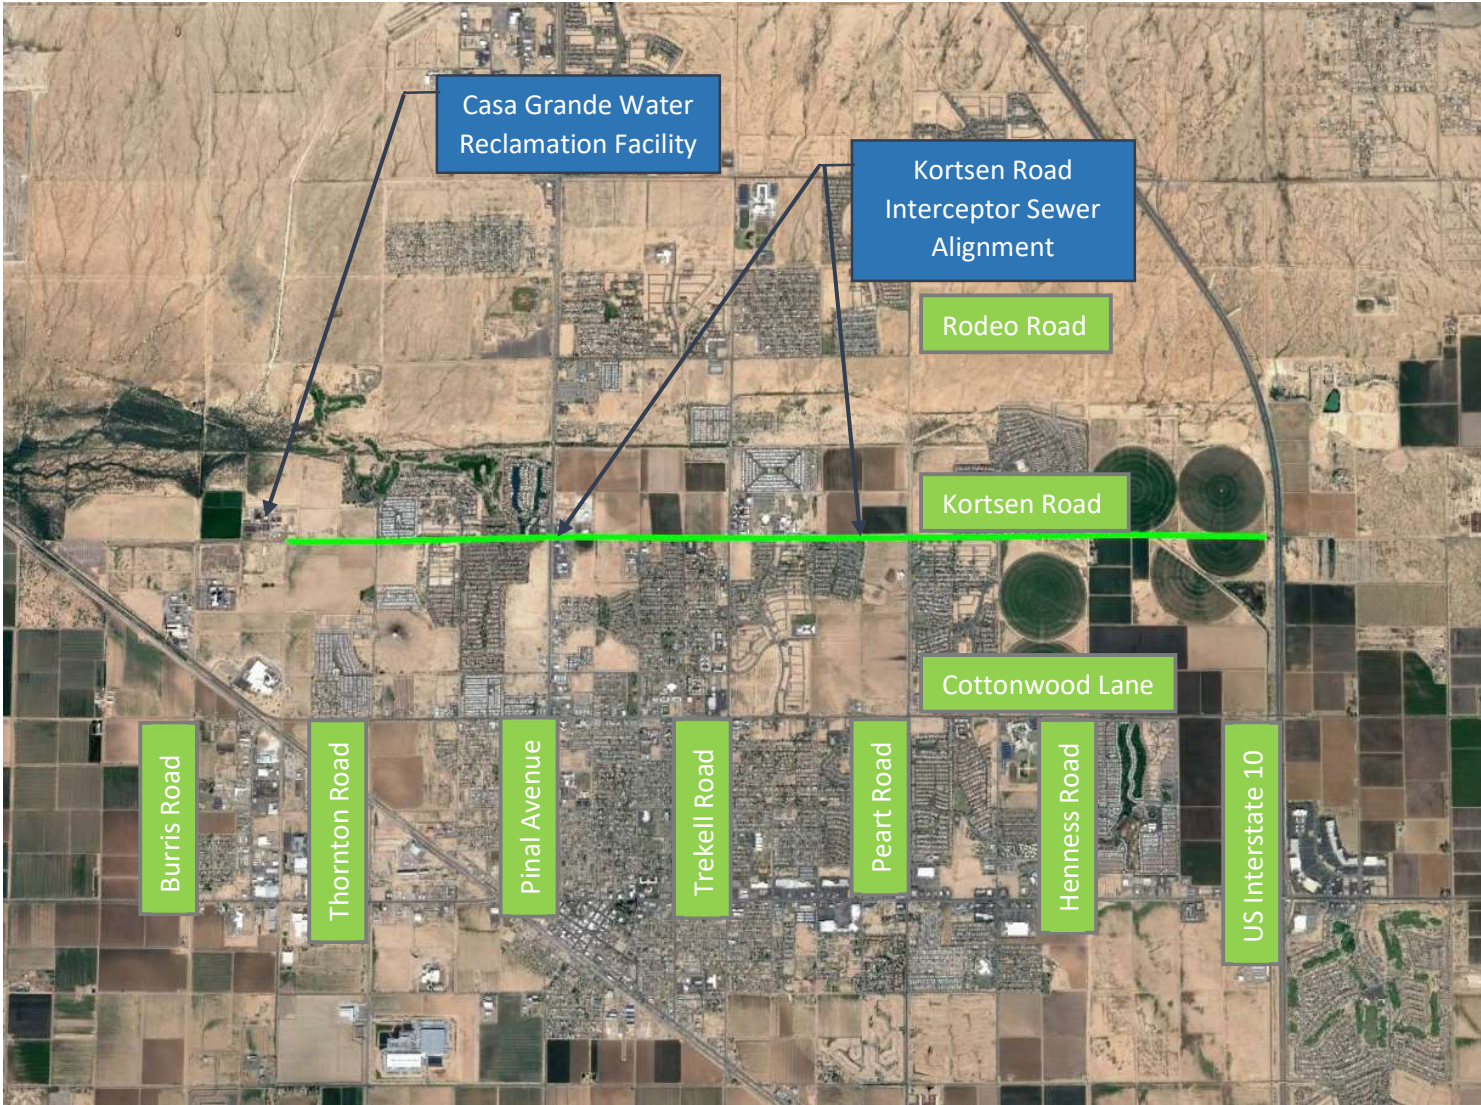 Casa Grande Water
Reclamation Facility
Kortsen Road
Interceptor Sewer
Alignment
Rodeo Road
Kortsen Road
Cottonwood Lane
Burris Road
Thornton Road
Pinal Avenue
Trekell Road
Peart Road
Henness Road
US Interstate 10